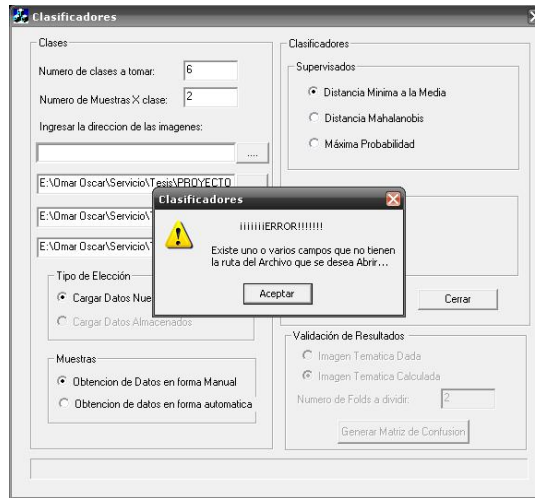 Clasificadores
Clases
Numero de clases a tomar: 6
Numero de Muestras X clase: 2
Ingresar la direccion de las imagenes:
....
E:\Omar Oscar\Servicio\Tesis\PROYECTO
E:\Omar Oscar\Servicio\T
E:\Omar Oscar\Servicio\T
Tipo de Elección
Cargar Datos Nue
Cargar Datos Almacenados
Muestras
Obtencion de Datos en forma Manual
Obtencion de datos en forma automatica
Clasificadores
Supervisados
Distancia Minima a la Media
Distancia Mahalanobis
Máxima Probabilidad
Clasificadores
¡¡¡¡¡¡¡ERROR!!!!!!!
Existe uno o varios campos que no tienen
la ruta del Archivo que se desea Abrir...
Aceptar
Cerrar
Validación de Resultados
Imagen Tematica Dada
Imagen Tematica Calculada
Numero de Folds a dividir: 2
Generar Matriz de Confusion